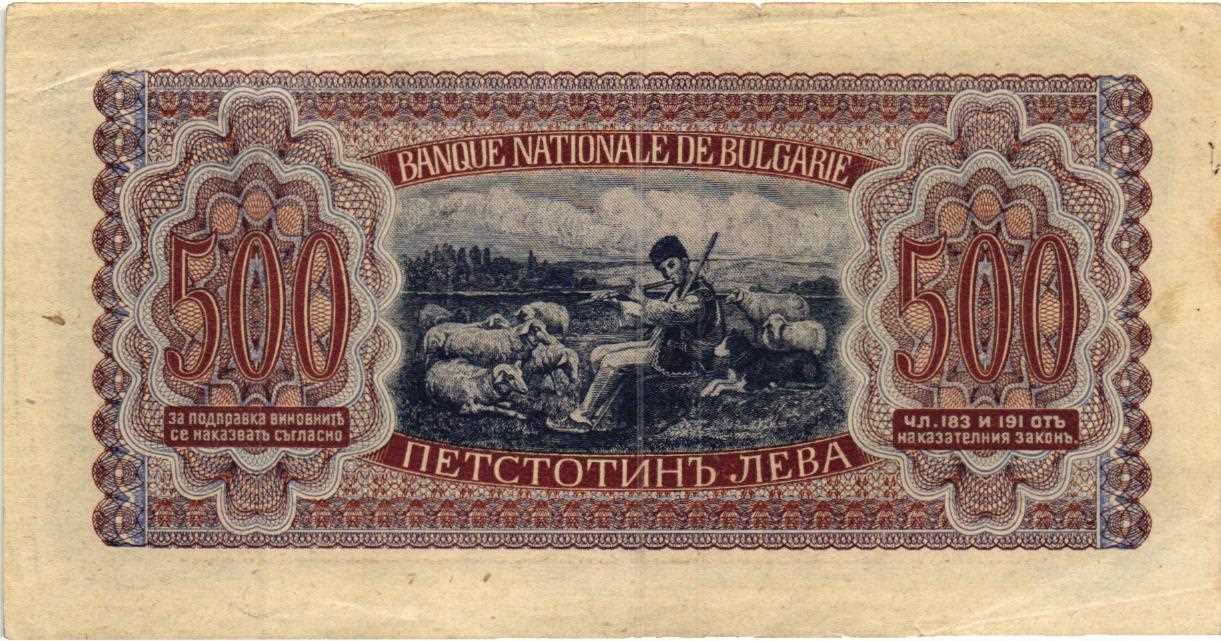 BANQUE NATIONALE DE BULGARIE
500
500
ЗА ПОДПРАВКА ВИНОВНИТѢ
СЕ НАКАЗВАТЬ СЪГЛАСНО
ЧЛ. 183 И 191 ОТЪ
НАКАЗАТЕЛНИЯ ЗАКОНЪ.
ПЕТСТОТИНЪ ЛЕВА